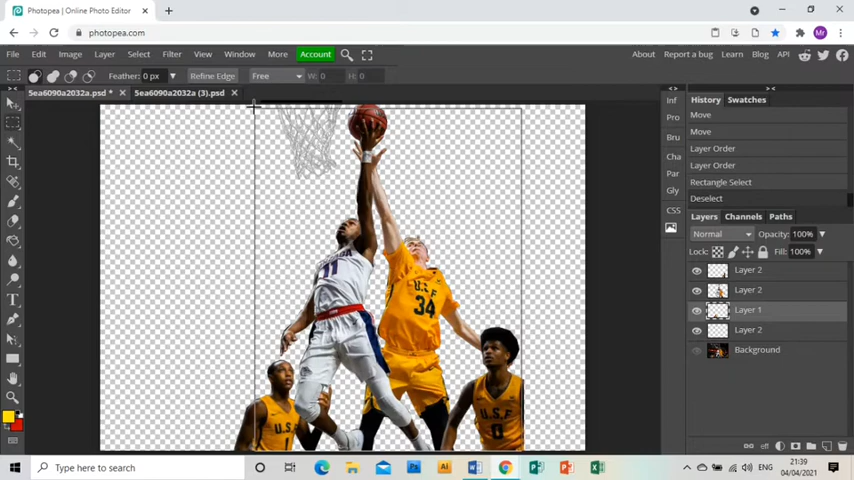 Photopea | Online Photo Editor
photopea.com
Mr
File Edit Image Layer Select Filter View Window More Account About Report a bug Learn Blog API
Feather: 0 px Refine Edge Free W: 0 H: 0
5ea6090a2032a.psd * 5ea6090a2032a (3).psd
Inf
Pro
Bru
Cha
Par
Gly
CSS
History Swatches
Move
Move
Layer Order
Layer Order
Rectangle Select
Deselect
Layers Channels Paths
Normal Opacity: 100%
Lock: Fill: 100%
Layer 2
Layer 2
Layer 1
Layer 2
Background
11
U.S.F
34
U.S.F
1
U.S.F
0
eff
Type here to search
Ps
Ai
ENG
21:39
04/04/2021